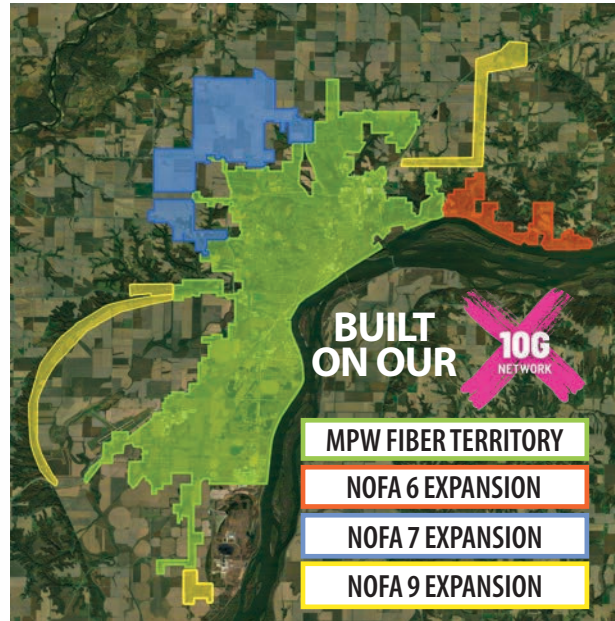 BUILT
ON OUR
10G
NETWORK
MPW FIBER TERRITORY
NOFA 6 EXPANSION
NOFA 7 EXPANSION
NOFA 9 EXPANSION